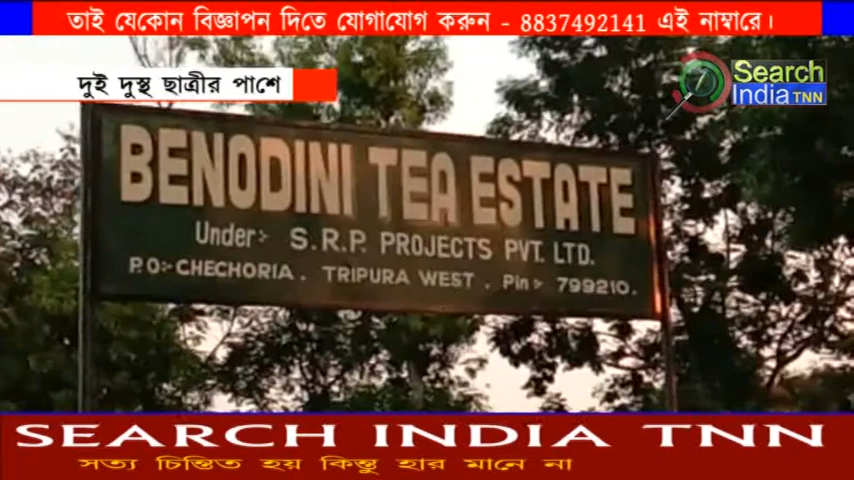 তাই যেকোন বিজ্ঞাপন দিতে যোগাযোগ করুন - 8837492141 এই নাম্বারে।
দুই দুস্থ ছাত্রীর পাশে
Search
India TNN
BENODINI TEA ESTATE
Under:- S.R.P. PROJECTS PVT. LTD.
P.O:-CHECHORIA. TRIPURA WEST. Pin:- 799210.
SEARCH INDIA TNN
সত্য চিন্তিত হয় কিন্তু হার মানে না